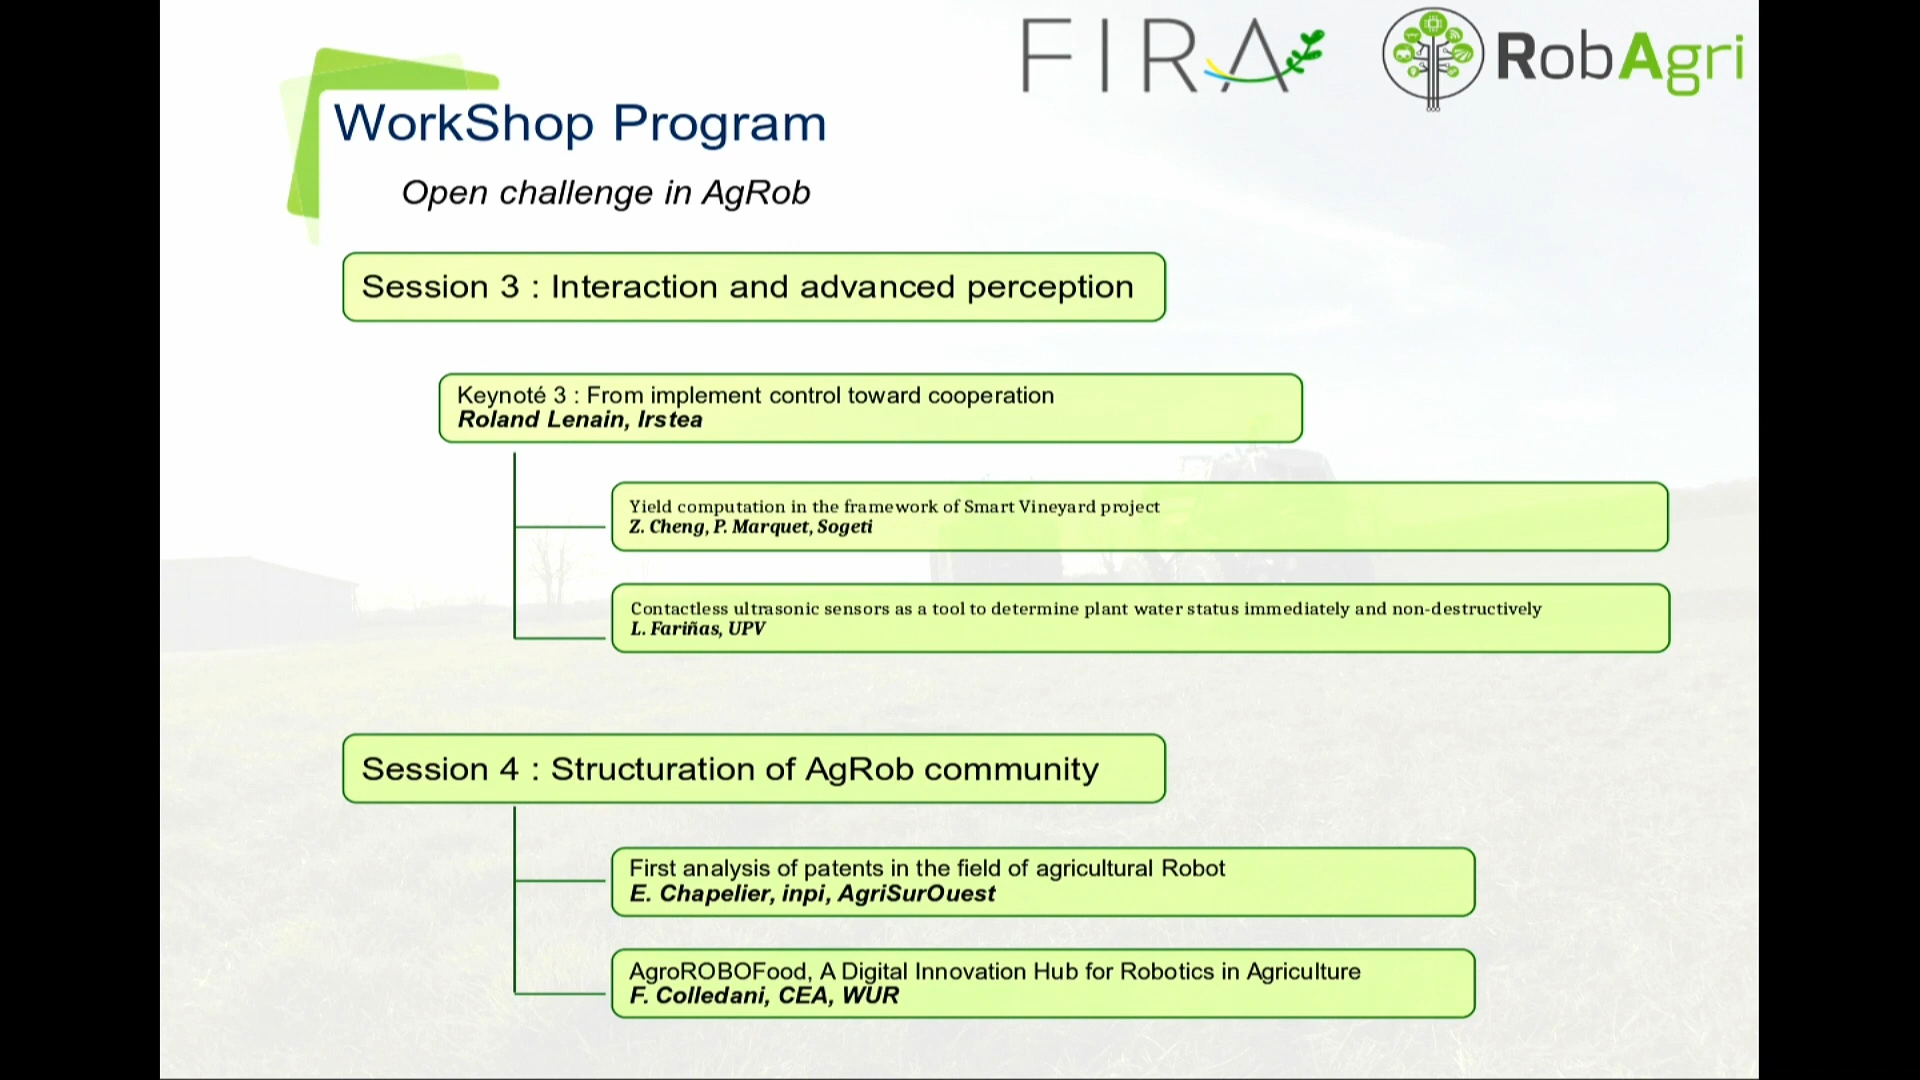 FIRA
RobAgri
WorkShop Program
Open challenge in AgRob
Session 3 : Interaction and advanced perception
Keynoté 3 : From implement control toward cooperation
Roland Lenain, Irstea
Yield computation in the framework of Smart Vineyard project
Z. Cheng, P. Marquet, Sogeti
Contactless ultrasonic sensors as a tool to determine plant water status immediately and non-destructively
L. Fariñas, UPV
Session 4 : Structuration of AgRob community
First analysis of patents in the field of agricultural Robot
E. Chapelier, inpi, AgriSurOuest
AgroROBOFood, A Digital Innovation Hub for Robotics in Agriculture
F. Colledani, CEA, WUR